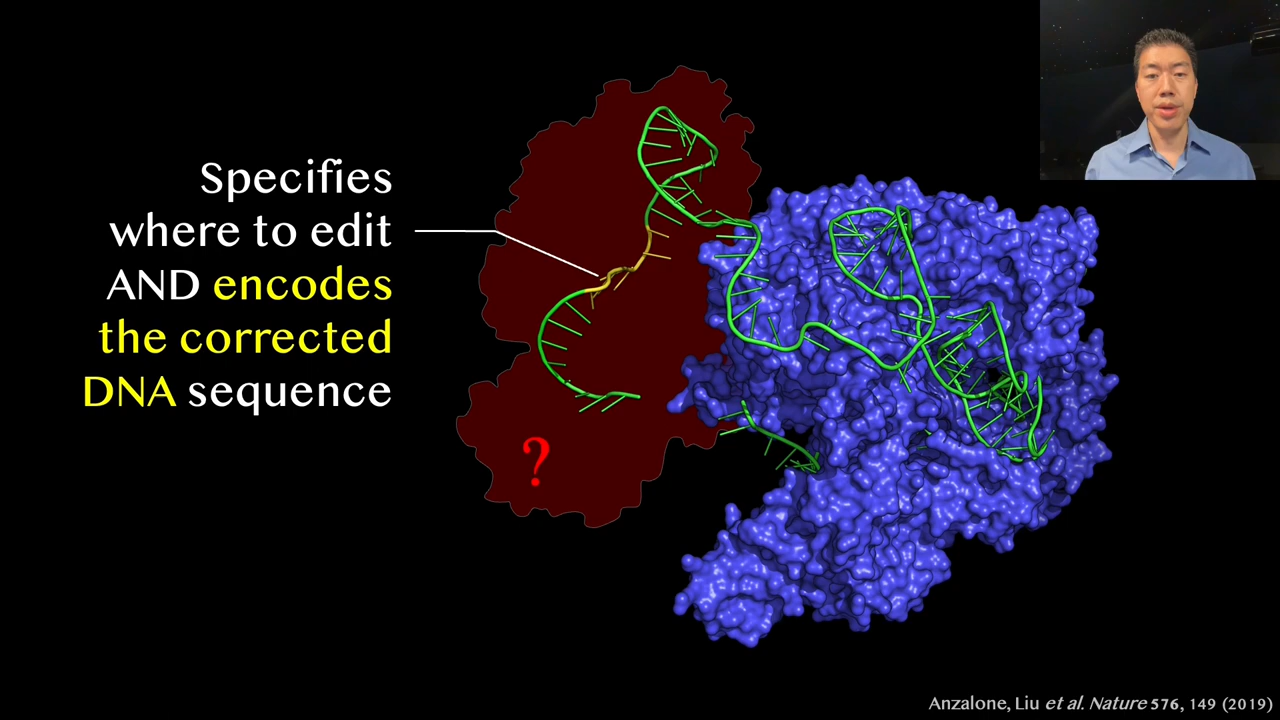 Specifies
where to edit
AND encodes
the corrected
DNA sequence
?
Anzalone, Liu et al. Nature 576, 149 (2019)